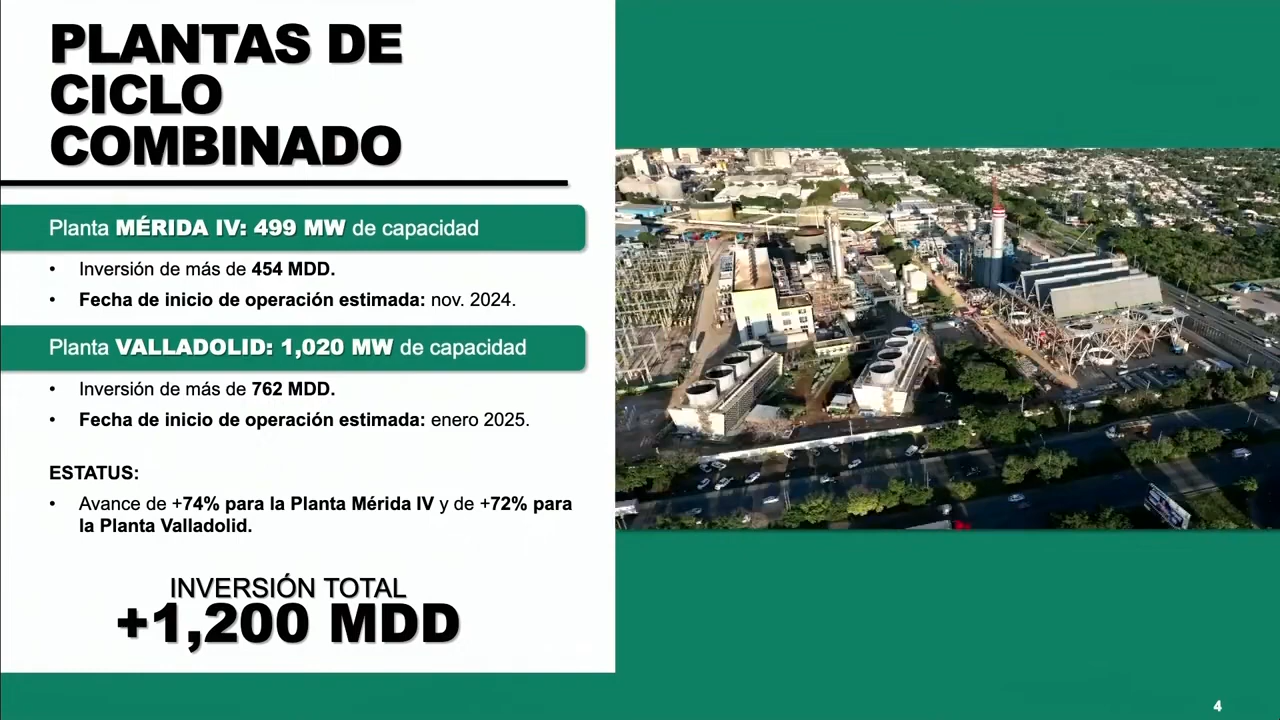 PLANTAS DE
CICLO
COMBINADO
Planta MÉRIDA IV: 499 MW de capacidad
• Inversión de más de 454 MDD.
• Fecha de inicio de operación estimada: nov. 2024.
Planta VALLADOLID: 1,020 MW de capacidad
• Inversión de más de 762 MDD.
• Fecha de inicio de operación estimada: enero 2025.
ESTATUS:
• Avance de +74% para la Planta Mérida IV y de +72% para
la Planta Valladolid.
INVERSIÓN TOTAL
+1,200 MDD
4